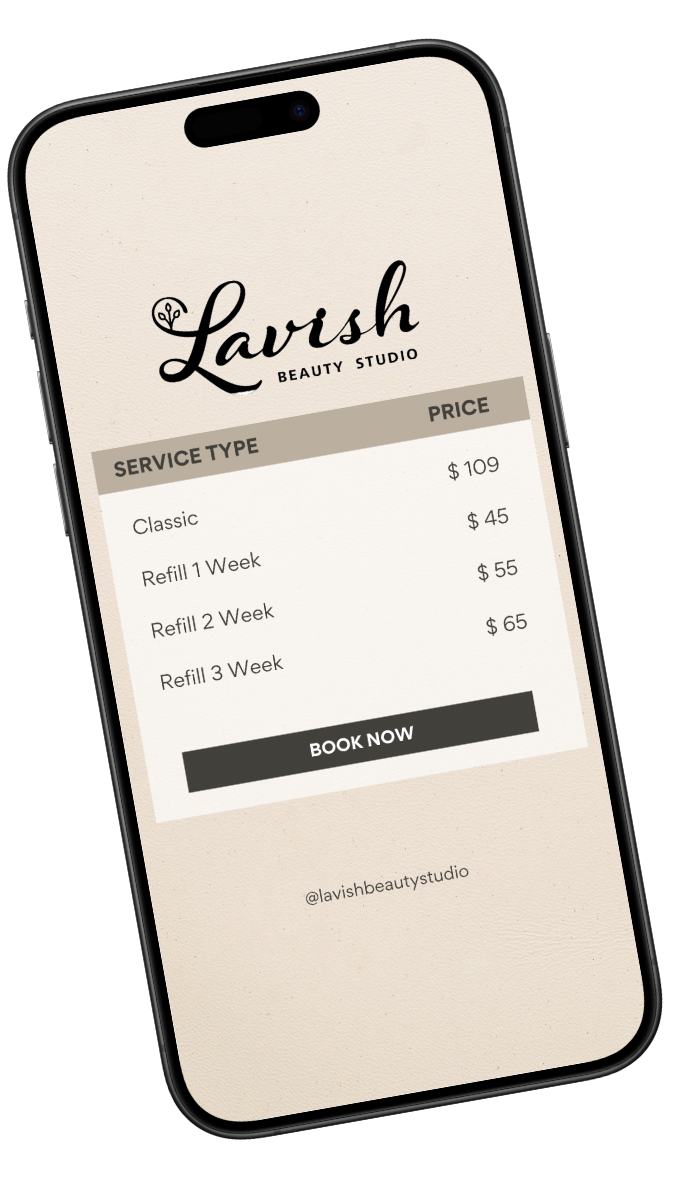 Lavish
BEAUTY STUDIO
SERVICE TYPE PRICE
Classic $ 109
Refill 1 Week $ 45
Refill 2 Week $ 55
Refill 3 Week $ 65
BOOK NOW
@lavishbeautystudio